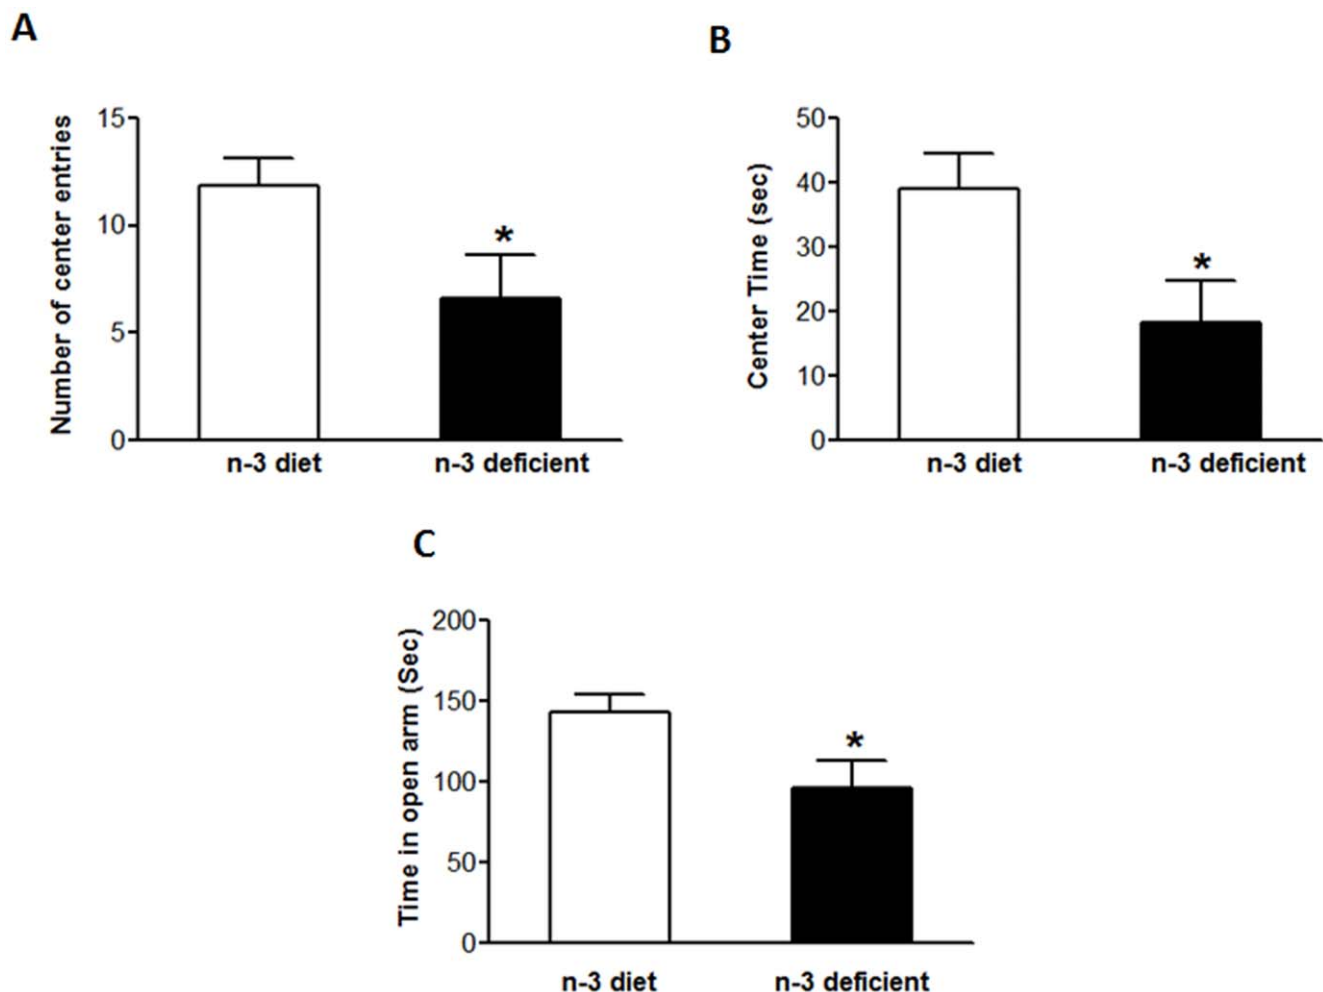 A
Number of center entries
15
10
5
0
*
n-3 diet
n-3 deficient
B
Center Time (sec)
50
40
30
20
10
0
*
n-3 diet
n-3 deficient
C
Time in open arm (Sec)
200
150
100
50
0
*
n-3 diet
n-3 deficient